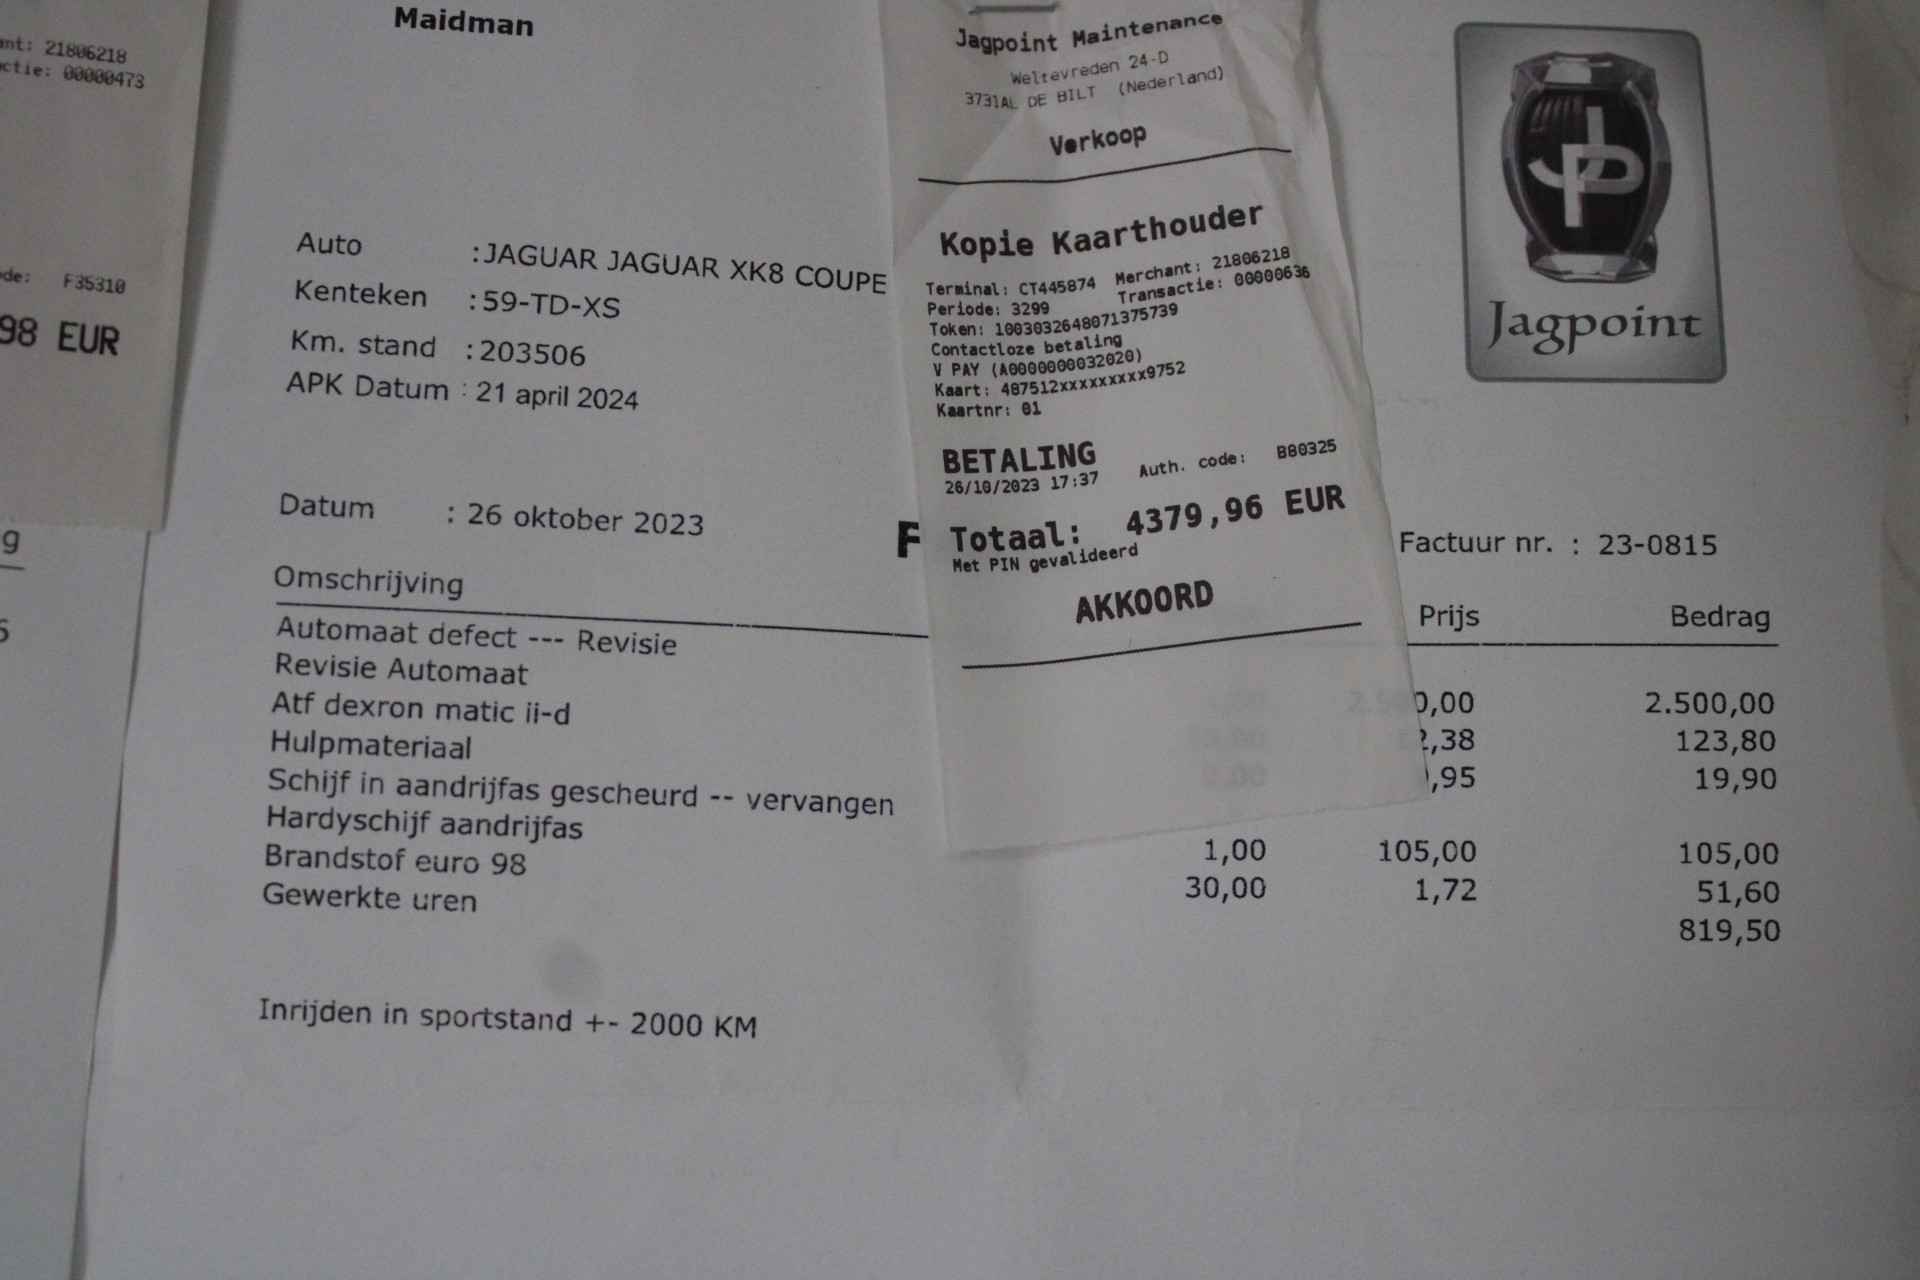 21806218
00000473
F35310
98 EUR
g
Maidman
Auto :JAGUAR JAGUAR XK8 COUPE
Kenteken :59-TD-XS
Km. stand :203506
APK Datum : 21 april 2024
Datum : 26 oktober 2023
F
Factuur nr. : 23-0815
Omschrijving Prijs Bedrag
Automaat defect --- Revisie
Revisie Automaat 0,00 2.500,00
Atf dexron matic ii-d 2,38 123,80
Hulpmateriaal ,95 19,90
Schijf in aandrijfas gescheurd -- vervangen
Hardyschijf aandrijfas 1,00 105,00 105,00
Brandstof euro 98 30,00 1,72 51,60
Gewerkte uren 819,50
Inrijden in sportstand +- 2000 KM
Jagpoint Maintenance
Weltevreden 24-D
3731AL DE BILT (Nederland)
Verkoop
Kopie Kaarthouder
Terminal: CT445874 Merchant: 21806218
Periode: 3299 Transactie: 00000636
Token: 1003032648071375739
Contactloze betaling
V PAY (A0000000032020)
Kaart: 487512xxxxxxxxx9752
Kaartnr: 01
BETALING
26/10/2023 17:37 Auth. code: B80325
Totaal: 4379,96 EUR
Met PIN gevalideerd
AKKOORD
JP
Jagpoint